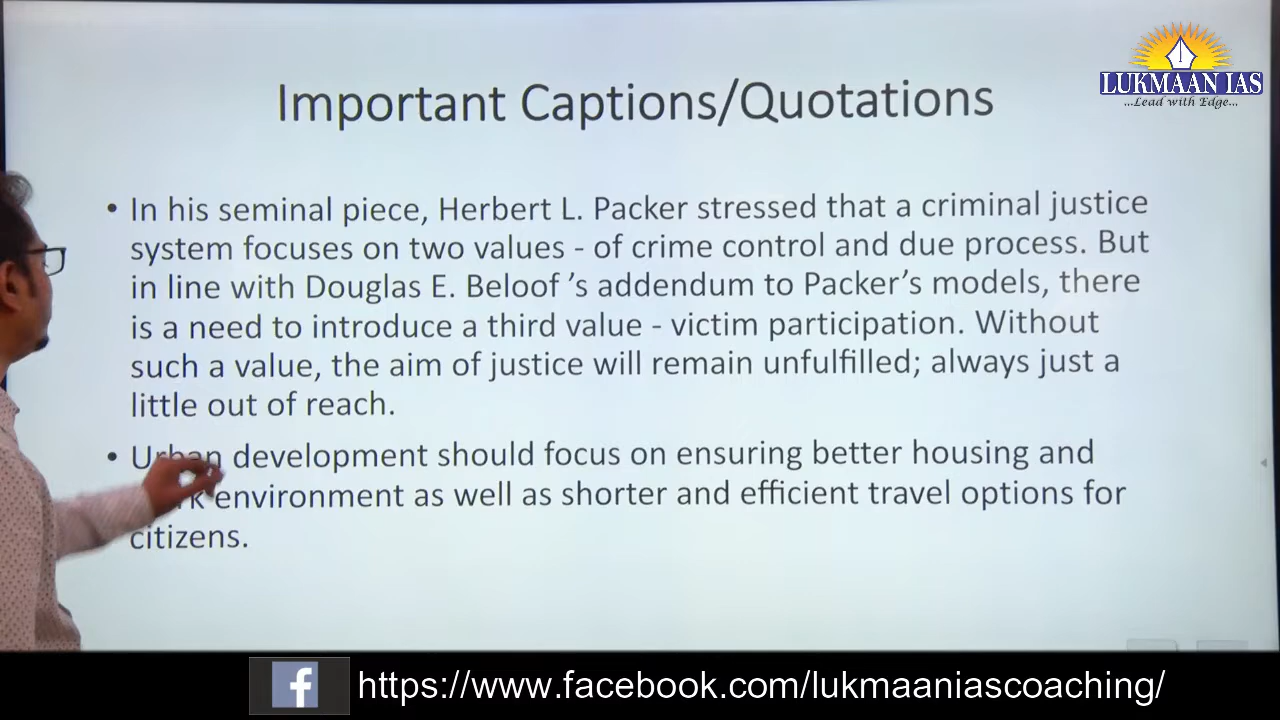 LUKMAAN IAS
...Lead with Edge...
Important Captions/Quotations
• In his seminal piece, Herbert L. Packer stressed that a criminal justice
system focuses on two values - of crime control and due process. But
in line with Douglas E. Beloof 's addendum to Packer's models, there
is a need to introduce a third value - victim participation. Without
such a value, the aim of justice will remain unfulfilled; always just a
little out of reach.
• Urban development should focus on ensuring better housing and
environment as well as shorter and efficient travel options for
citizens.
f https://www.facebook.com/lukmaaniascoaching/